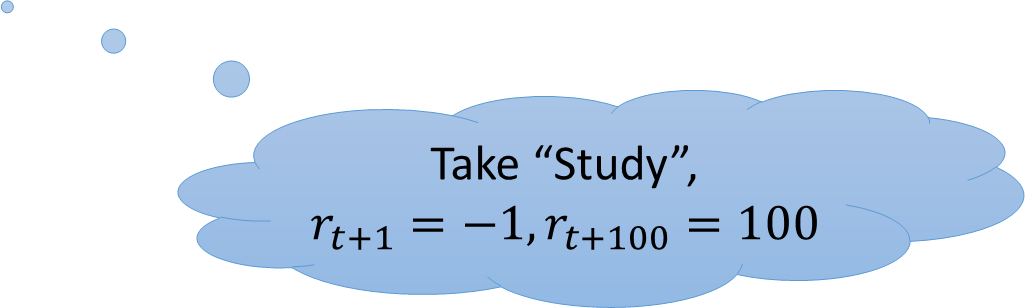 Take “Study”,
r_{t+1} = −1, r_{t+100} = 100